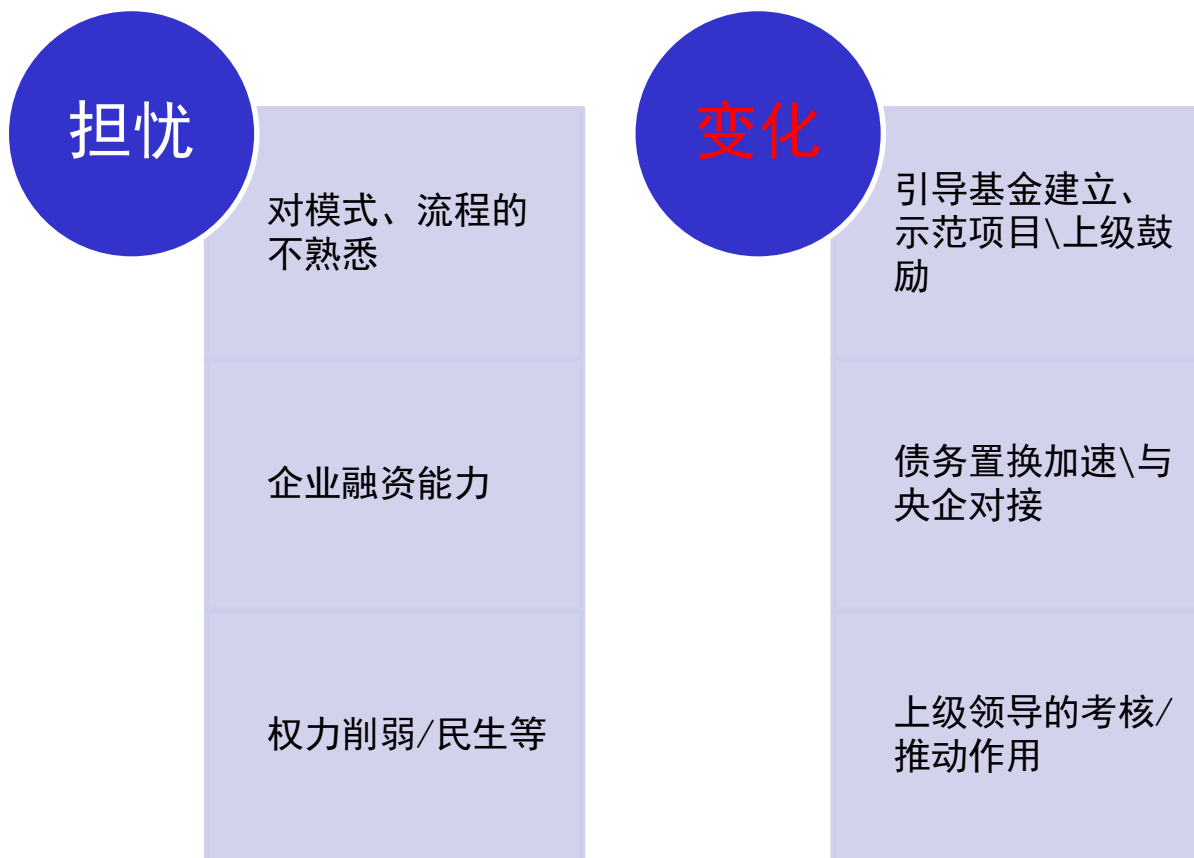 担忧
对模式、流程的
不熟悉
企业融资能力
权力削弱/民生等
变化
引导基金建立、
示范项目\上级鼓
励
债务置换加速\与
央企对接
上级领导的考核/
推动作用